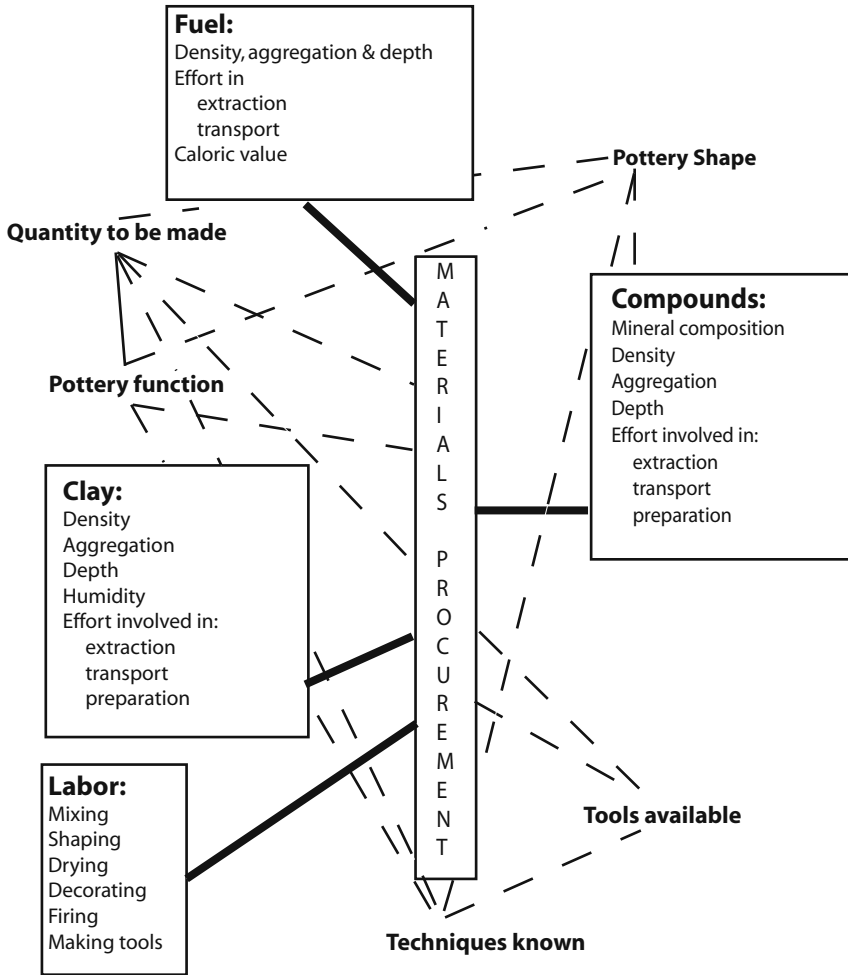 Fuel:
Density, aggregation & depth
Effort in
extraction
transport
Caloric value
Pottery Shape
Quantity to be made
MATERIALS PROCUREMENT
Compounds:
Mineral composition
Density
Aggregation
Depth
Effort involved in:
extraction
transport
preparation
Pottery function
Clay:
Density
Aggregation
Depth
Humidity
Effort involved in:
extraction
transport
preparation
Labor:
Mixing
Shaping
Drying
Decorating
Firing
Making tools
Tools available
Techniques known